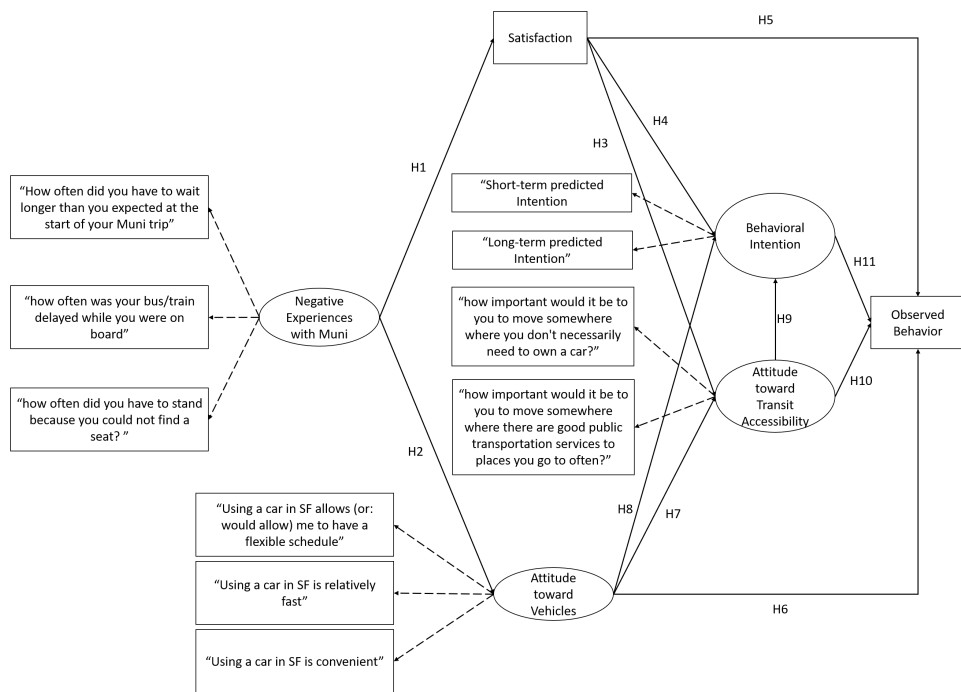 Satisfaction
H5
H4
H3
H1
“How often did you have to wait
longer than you expected at the
start of your Muni trip”
“Short-term predicted
Intention
Behavioral
Intention
“Long-term predicted
Intention”
H11
“how often was your bus/train
delayed while you were on
board”
Negative
Experiences
with Muni
“how important would it be to
you to move somewhere
where you don't necessarily
need to own a car?”
H9
Observed
Behavior
“how often did you have to stand
because you could not find a
seat? ”
“how important would it be to
you to move somewhere
where there are good public
transportation services to
places you go to often?”
Attitude
toward
Transit
Accessibility
H10
H2
H8
H7
“Using a car in SF allows (or:
would allow) me to have a
flexible schedule”
“Using a car in SF is relatively
fast”
Attitude
toward
Vehicles
H6
“Using a car in SF is convenient”